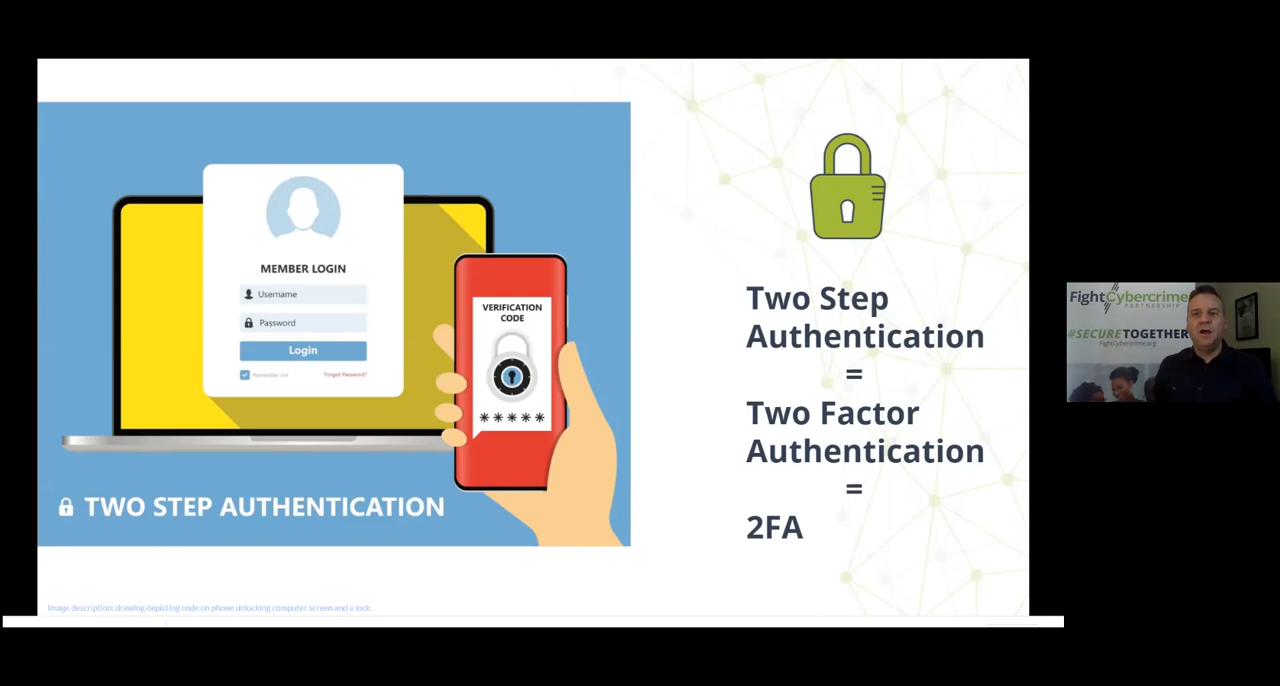 MEMBER LOGIN
Username
Password
Login
Remember me
Forgot Password?
VERIFICATION
CODE
*****
TWO STEP AUTHENTICATION
Two Step
Authentication
=
Two Factor
Authentication
=
2FA
Image description: drawing depicting code on phone unlocking computer screen and a lock.
FightCybercrime
PARTNERSHIP
#SECURETOGETHER
FightCybercrime.org